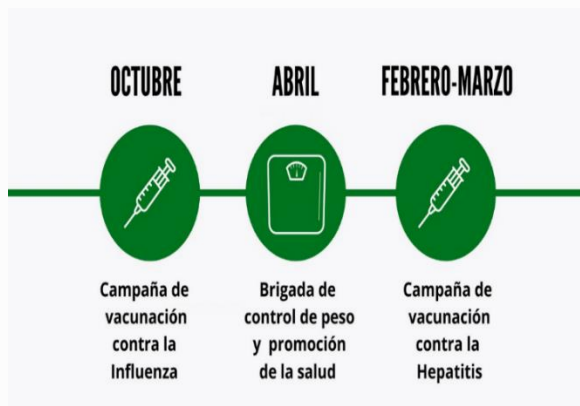 OCTUBRE
Campaña de
vacunación
contra la
Influenza
ABRIL
Brigada de
control de peso
y promoción
de la salud
FEBRERO-MARZO
Campaña de
vacunación
contra la
Hepatitis